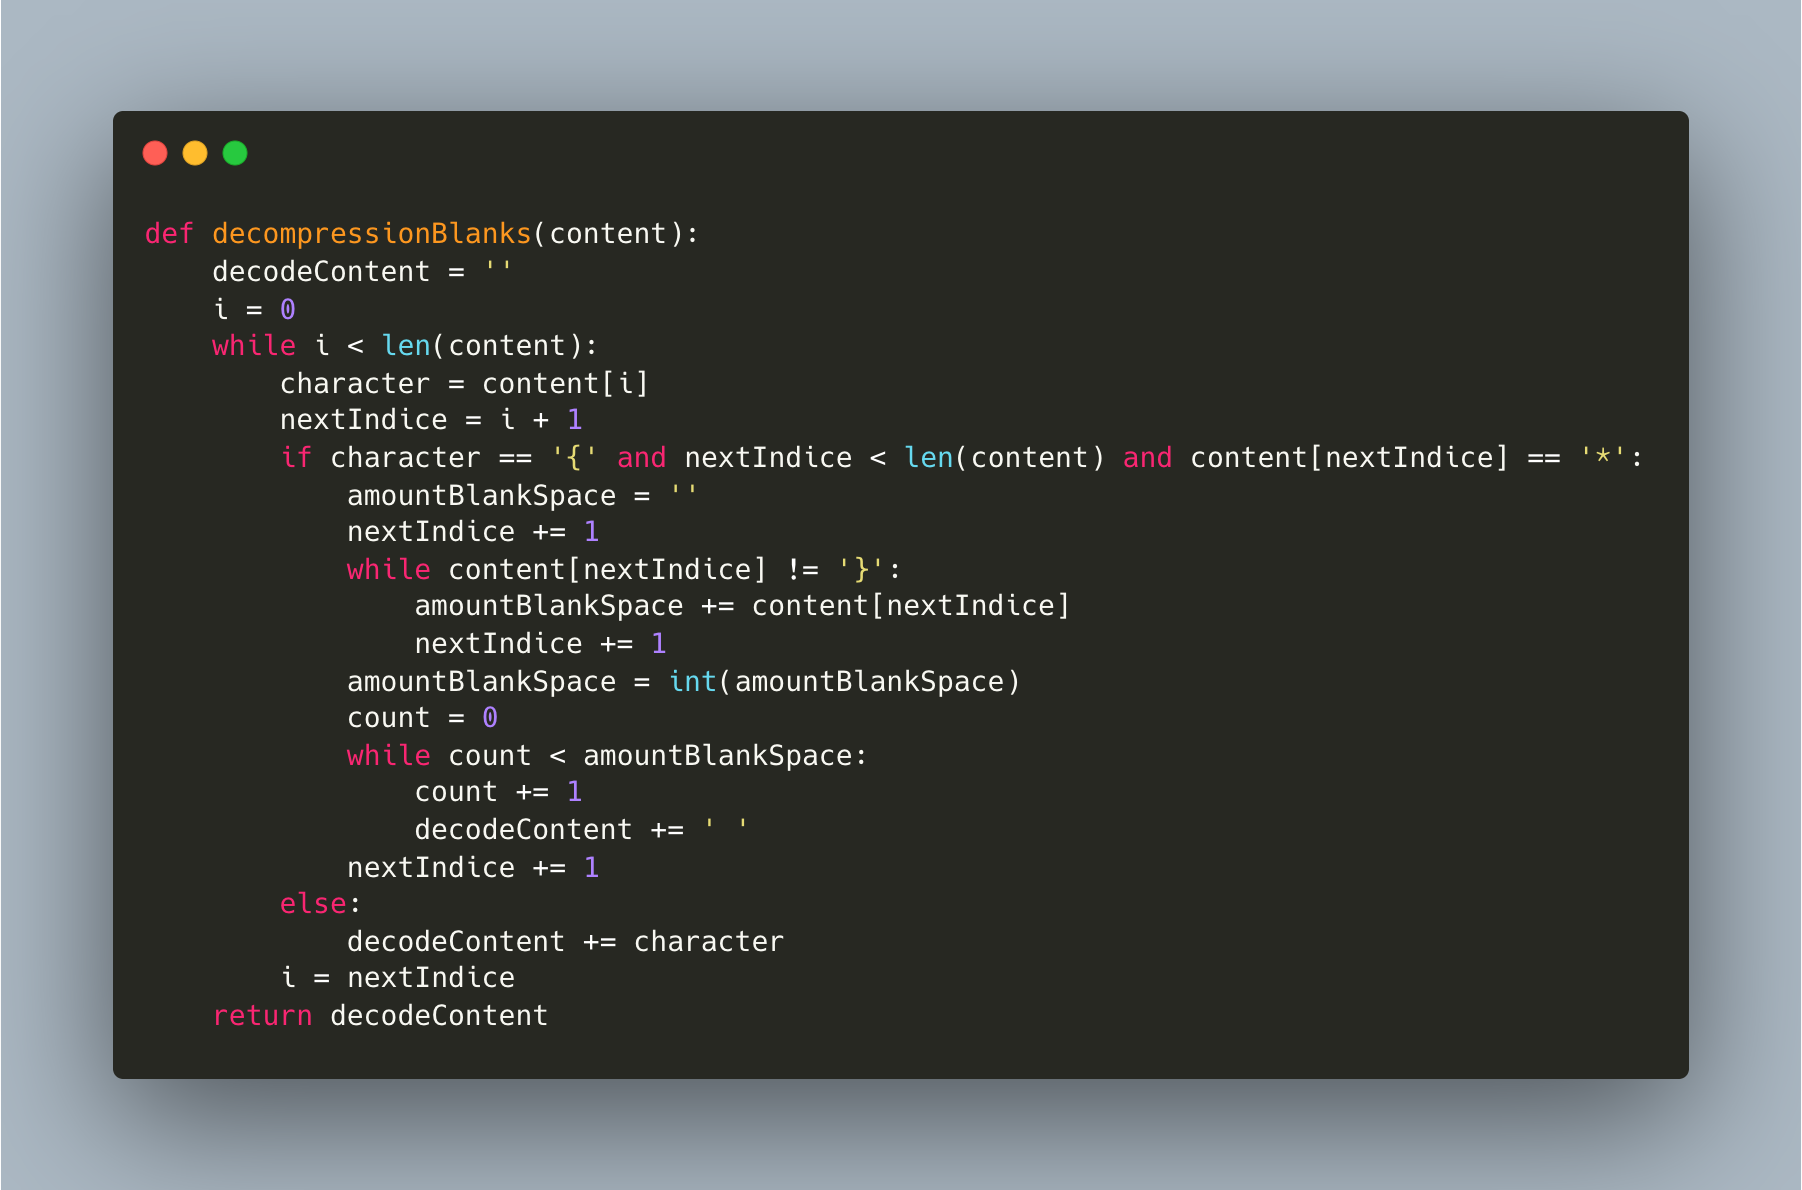 def decompressionBlanks(content):
    decodeContent = ''
    i = 0
    while i < len(content):
        character = content[i]
        nextIndice = i + 1
        if character == '{' and nextIndice < len(content) and content[nextIndice] == '*':
            amountBlankSpace = ''
            nextIndice += 1
            while content[nextIndice] != '}':
                amountBlankSpace += content[nextIndice]
                nextIndice += 1
            amountBlankSpace = int(amountBlankSpace)
            count = 0
            while count < amountBlankSpace:
                count += 1
                decodeContent += ' '
            nextIndice += 1
        else:
            decodeContent += character
        i = nextIndice
    return decodeContent